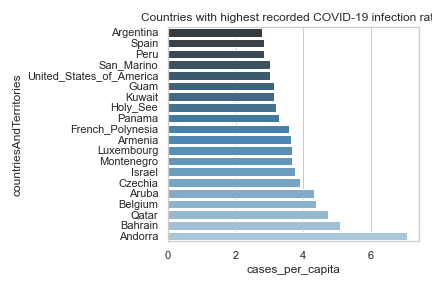 Countries with highest recorded COVID-19 infection rat
Argentina
Spain
Peru
San_Marino
United_States_of_America
Guam
Kuwait
Holy_See
Panama
French_Polynesia
Armenia
Luxembourg
Montenegro
Israel
Czechia
Aruba
Belgium
Qatar
Bahrain
Andorra
countriesAndTerritories
0 2 4 6
cases_per_capita